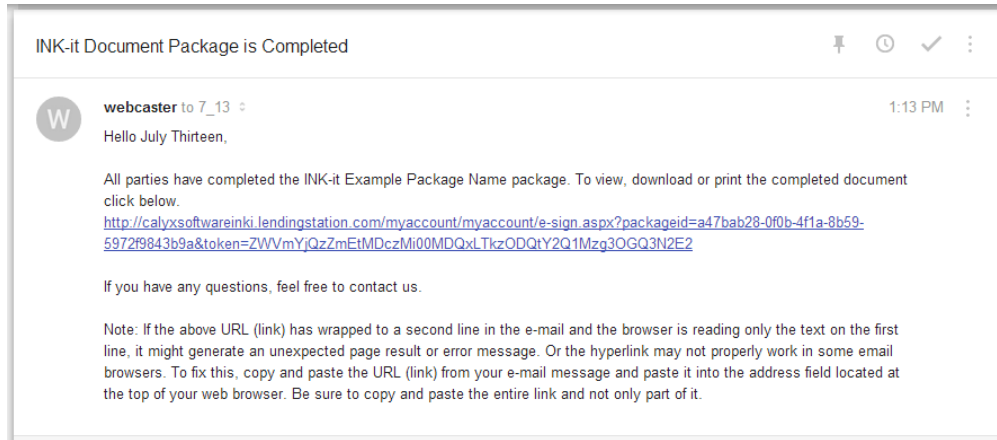 INK-it Document Package is Completed
W
webcaster to 7_13
1:13 PM
Hello July Thirteen,
All parties have completed the INK-it Example Package Name package. To view, download or print the completed document
click below.
http://calyxsoftwareinki.lendingstation.com/myaccount/myaccount/e-sign.aspx?packageid=a47bab28-0f0b-4f1a-8b59-
5972f9843b9a&token=ZWVmYjQzZmEtMDczMi00MDQxLTkzODQtY2Q1Mzg3OGQ3N2E2
If you have any questions, feel free to contact us.
Note: If the above URL (link) has wrapped to a second line in the e-mail and the browser is reading only the text on the first
line, it might generate an unexpected page result or error message. Or the hyperlink may not properly work in some email
browsers. To fix this, copy and paste the URL (link) from your e-mail message and paste it into the address field located at
the top of your web browser. Be sure to copy and paste the entire link and not only part of it.